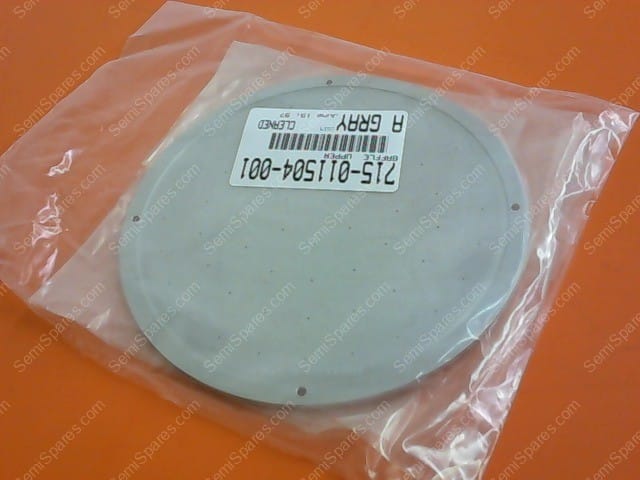 715-011504-001
BAFFLE UPPER
CLEANED
A GRAY
SemiSpares.com